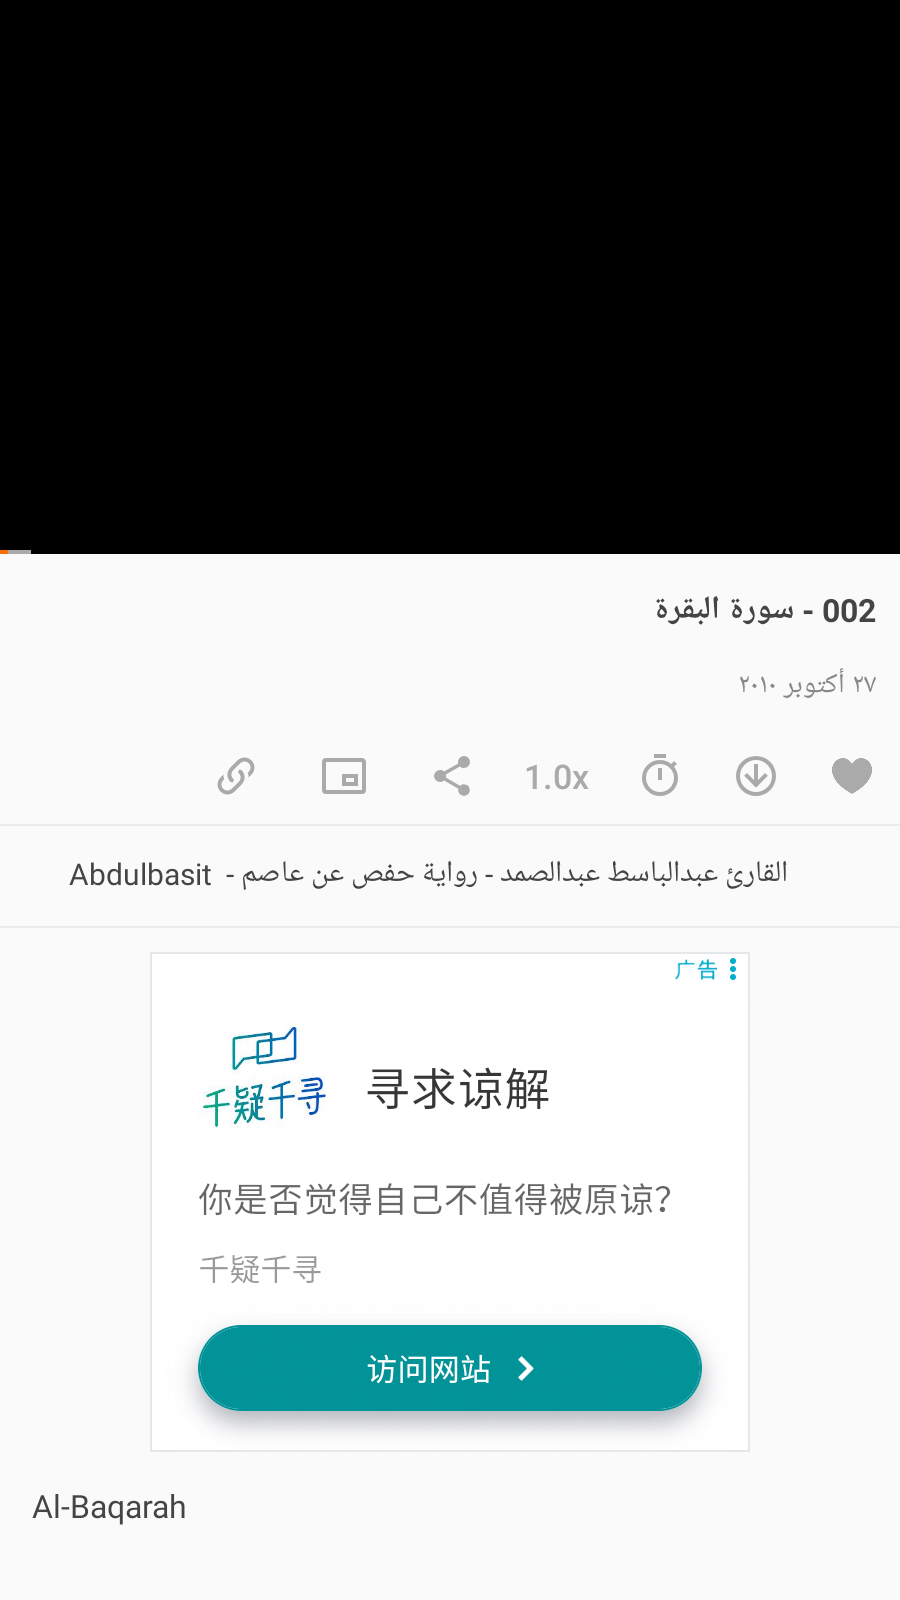 002 - سورة البقرة
٢٧ أكتوبر ٢٠١٠
1.0x
القارئ عبدالباسط عبدالصمد - رواية حفص عن عاصم - Abdulbasit
广告
千疑千寻
寻求谅解
你是否觉得自己不值得被原谅？
千疑千寻
访问网站
Al-Baqarah